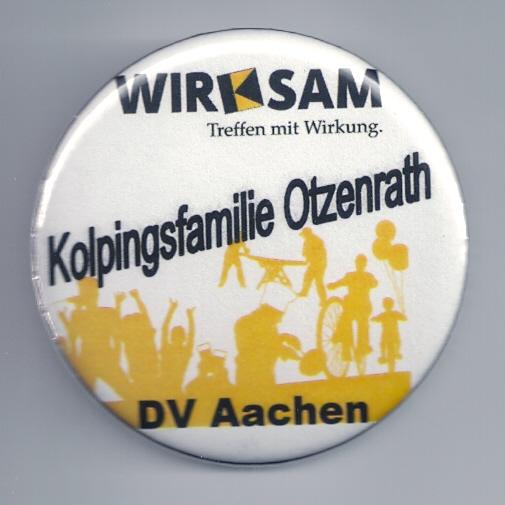 WIRKSAM
Treffen mit Wirkung.
Kolpingsfamilie Otzenrath
DV Aachen